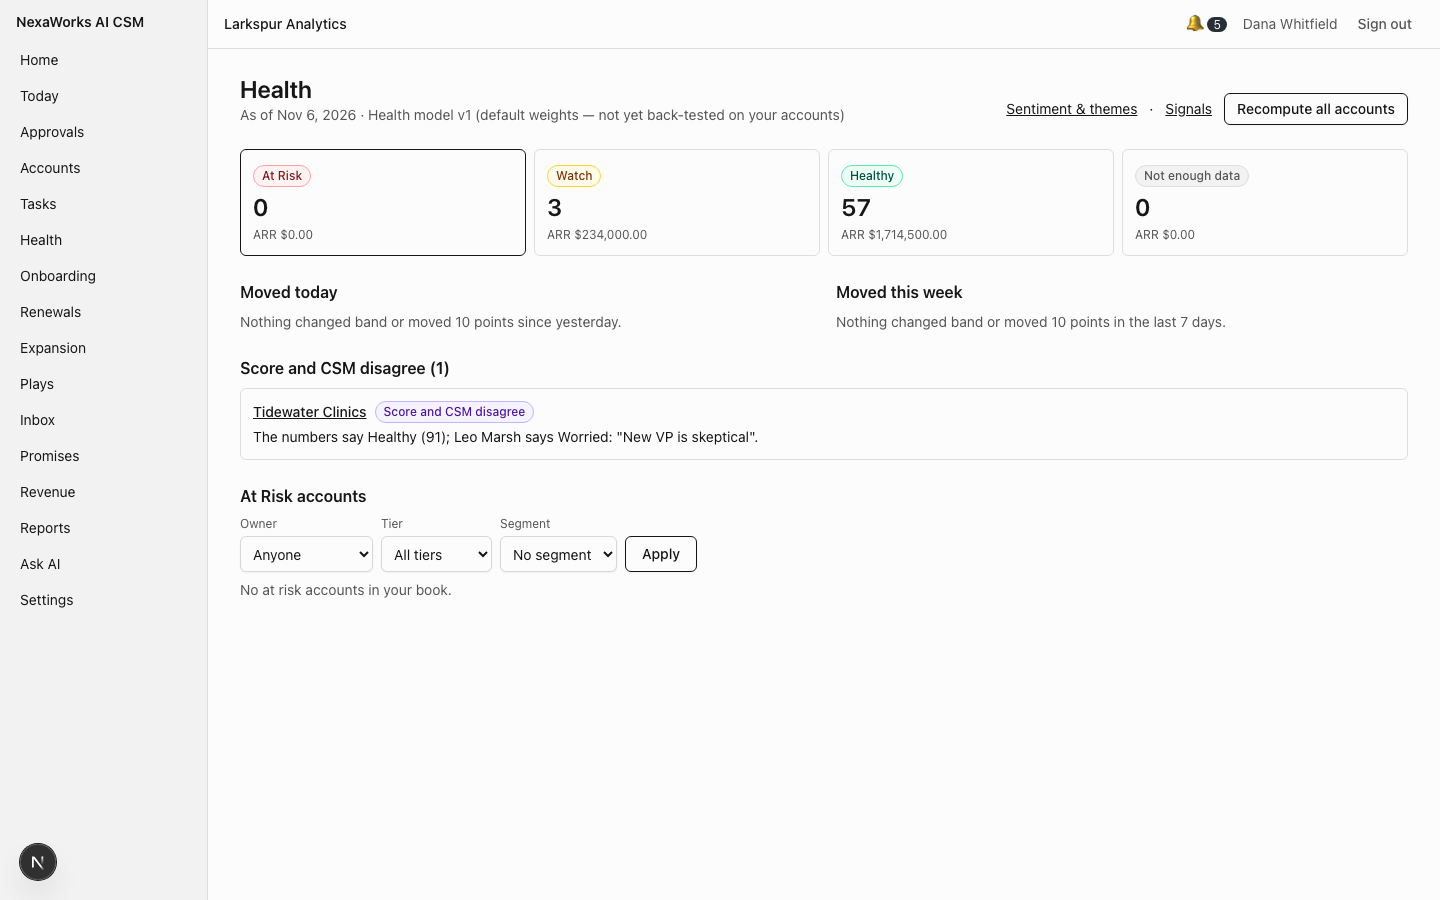 NexaWorks AI CSM
Home
Today
Approvals
Accounts
Tasks
Health
Onboarding
Renewals
Expansion
Plays
Inbox
Promises
Revenue
Reports
Ask AI
Settings
N
Larkspur Analytics
5
Dana Whitfield
Sign out
Health
As of Nov 6, 2026 · Health model v1 (default weights — not yet back-tested on your accounts)
Sentiment & themes · Signals
Recompute all accounts
At Risk
0
ARR $0.00
Watch
3
ARR $234,000.00
Healthy
57
ARR $1,714,500.00
Not enough data
0
ARR $0.00
Moved today
Nothing changed band or moved 10 points since yesterday.
Moved this week
Nothing changed band or moved 10 points in the last 7 days.
Score and CSM disagree (1)
Tidewater Clinics Score and CSM disagree
The numbers say Healthy (91); Leo Marsh says Worried: "New VP is skeptical".
At Risk accounts
Owner Tier Segment
Anyone All tiers No segment Apply
No at risk accounts in your book.